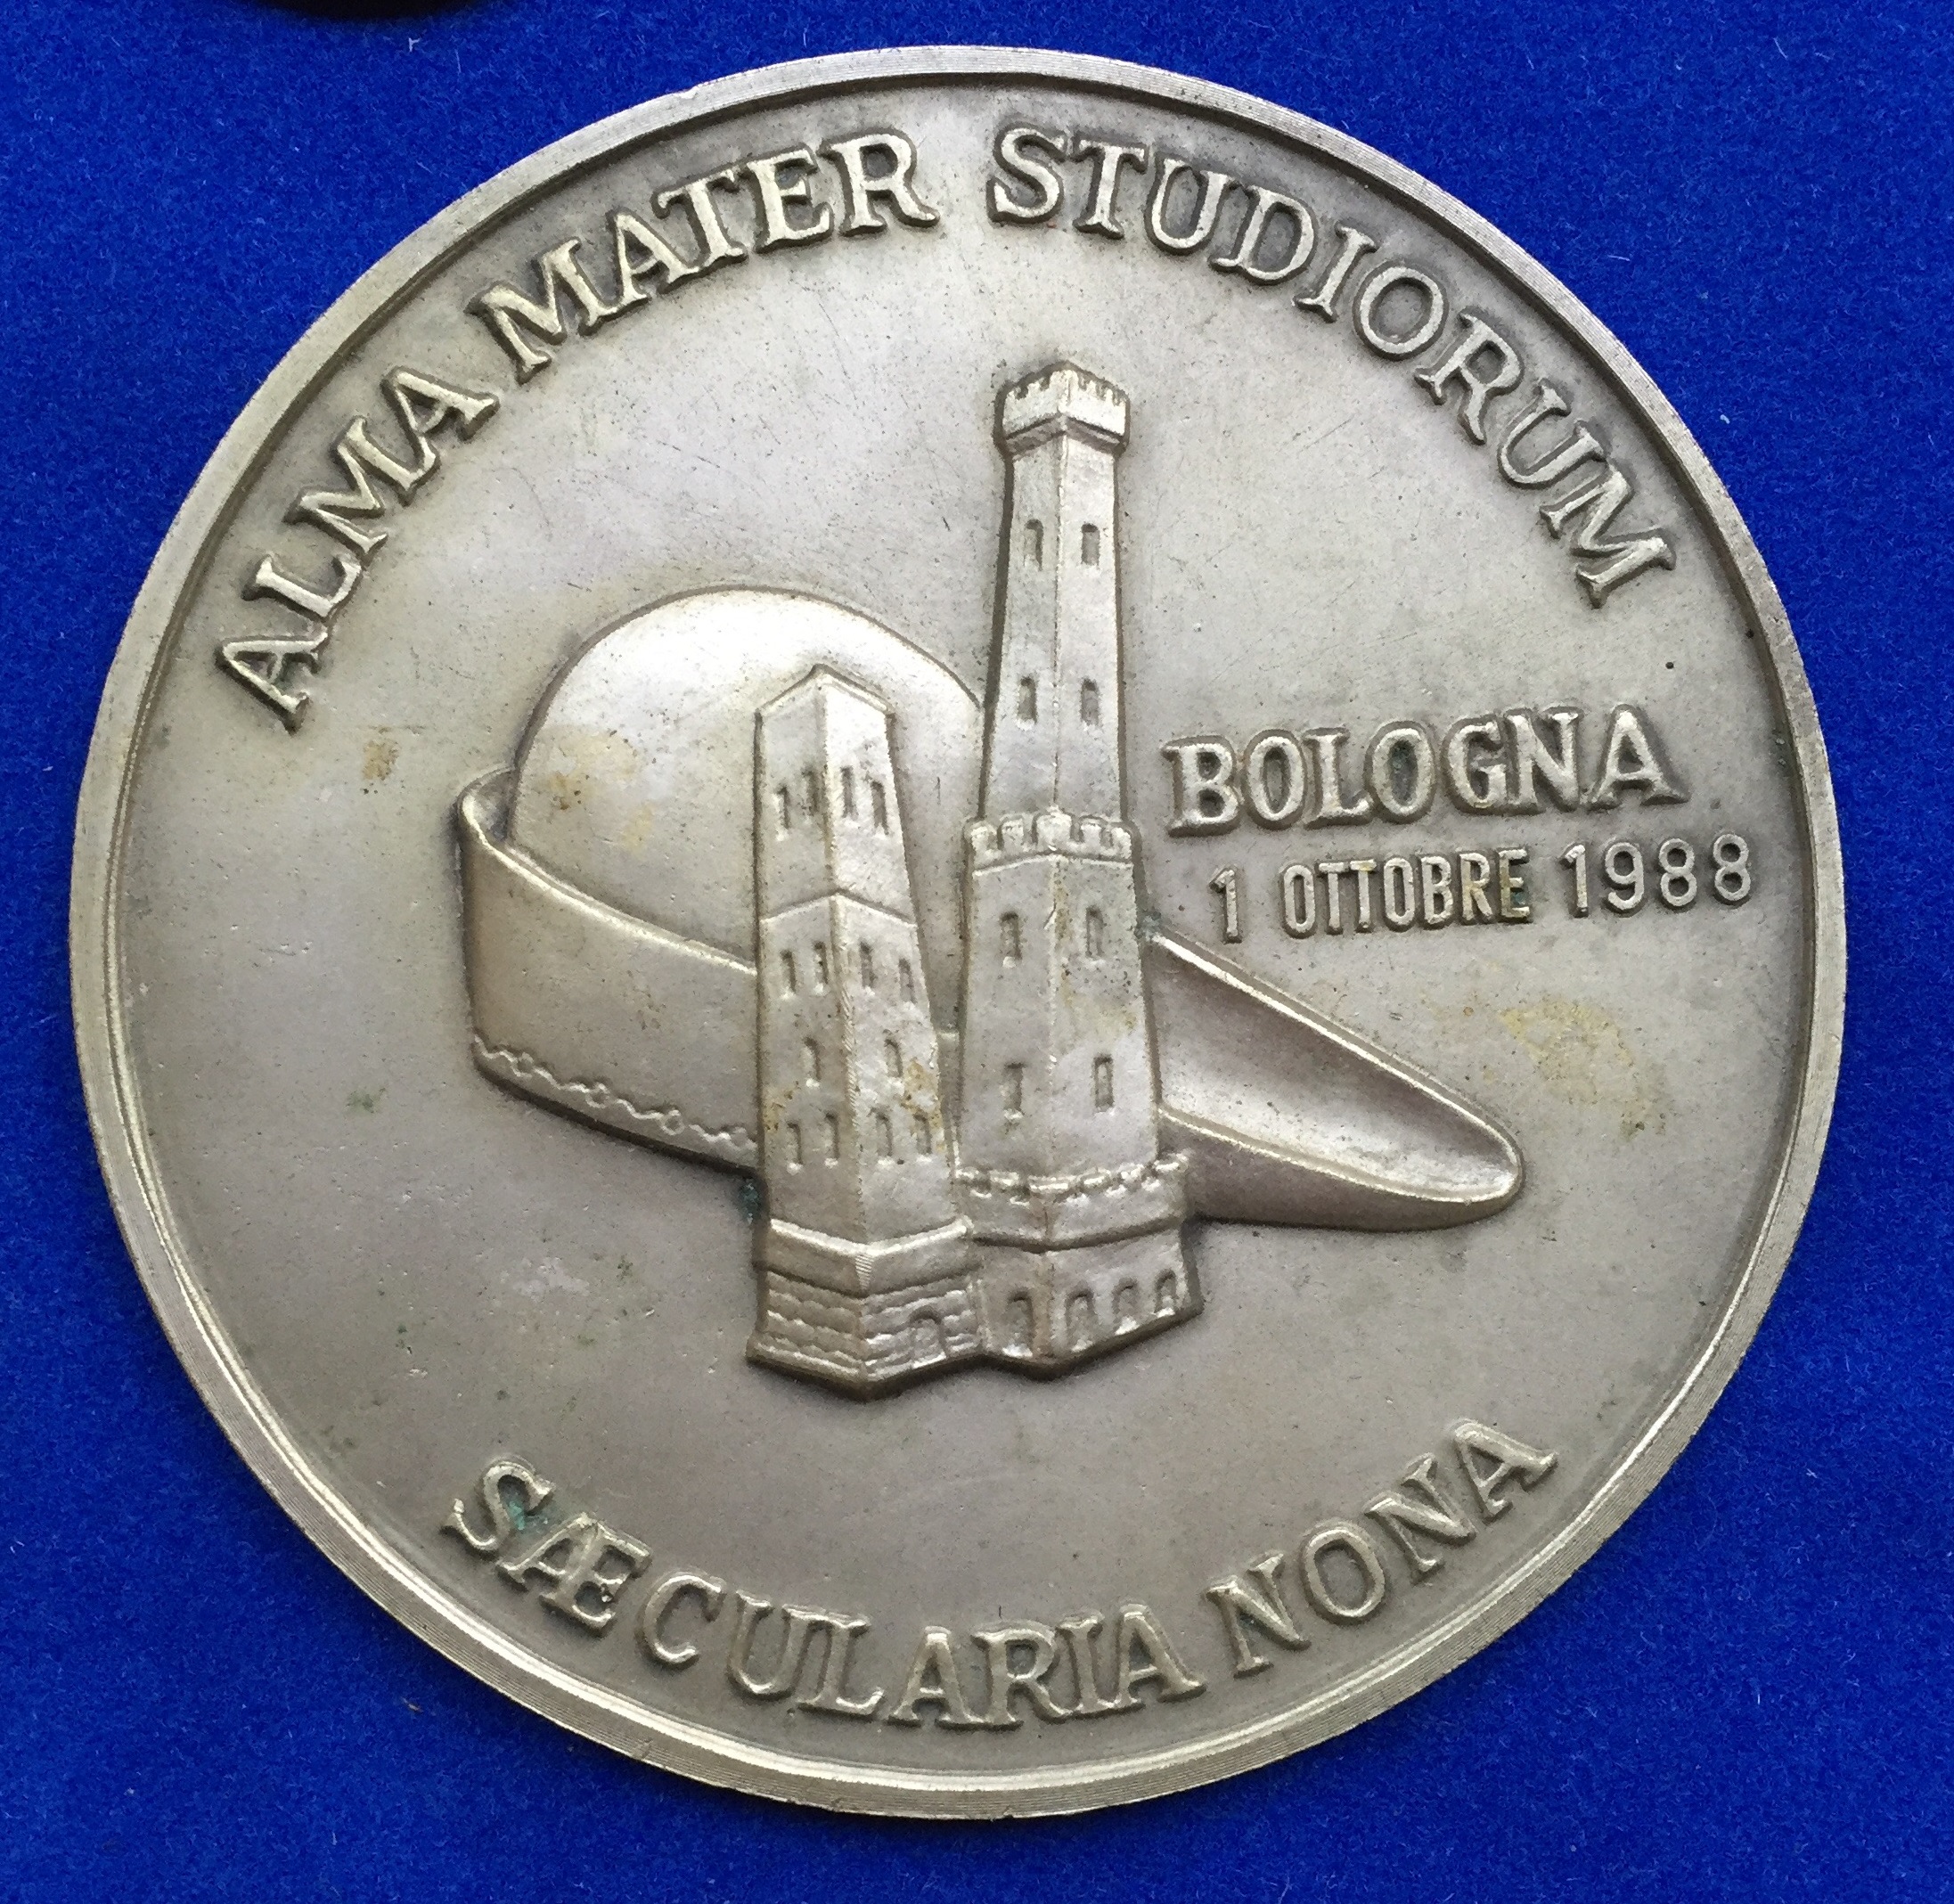 ALMA MATER STUDIORUM
BOLOGNA
1 OTTOBRE 1988
SÆCULARIA NONA